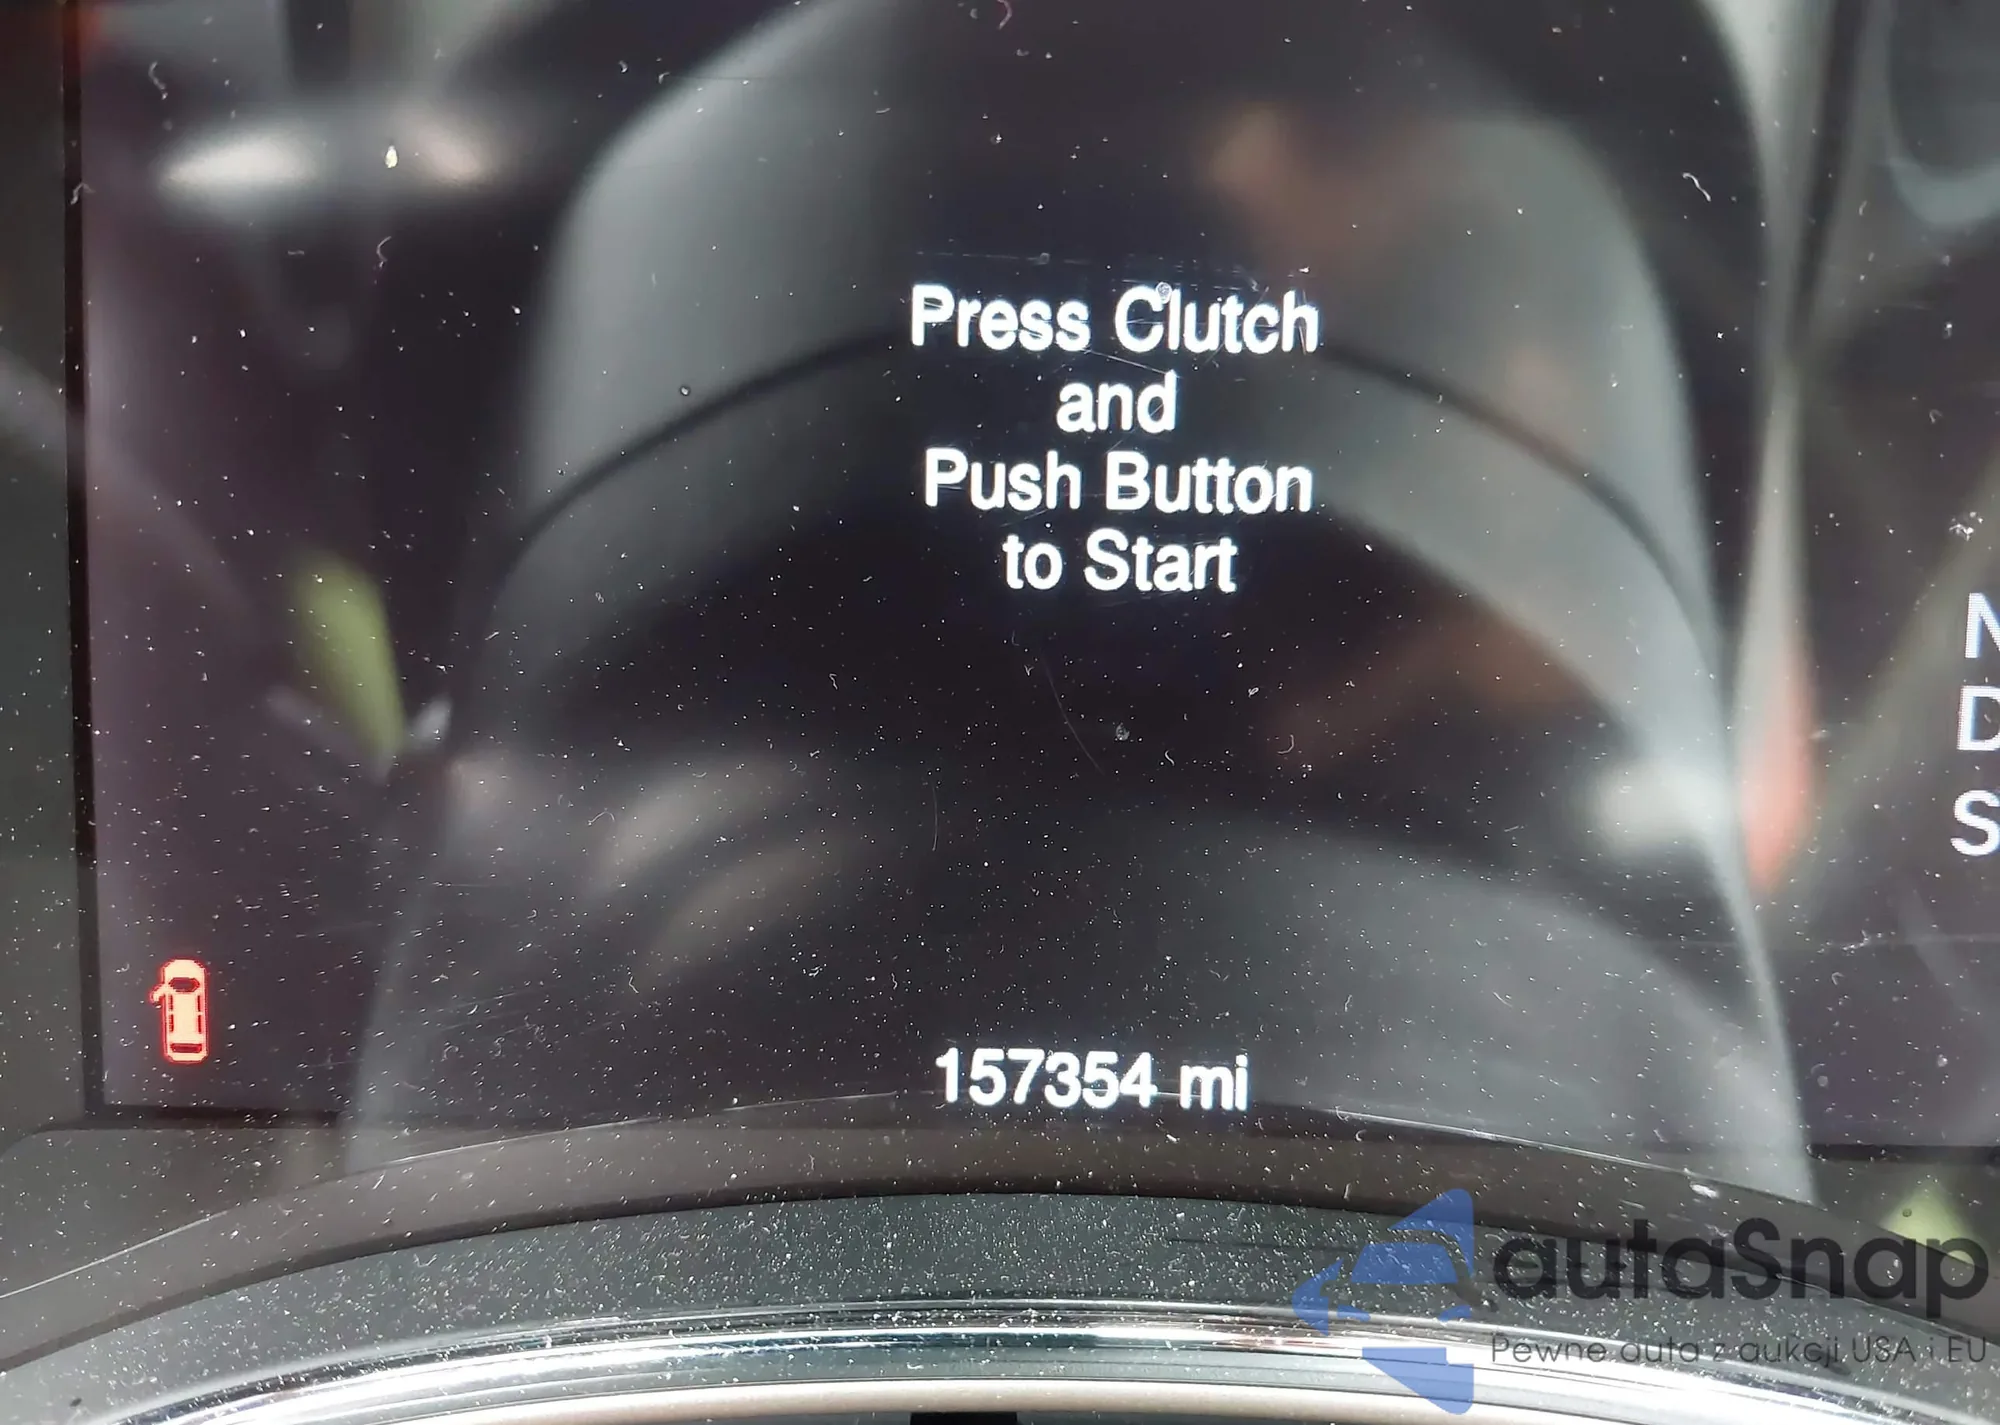 Press Clutch
and
Push Button
to Start
N
D
S
157354 mi
autaSnap
Pewne auta z aukcji USA i EU